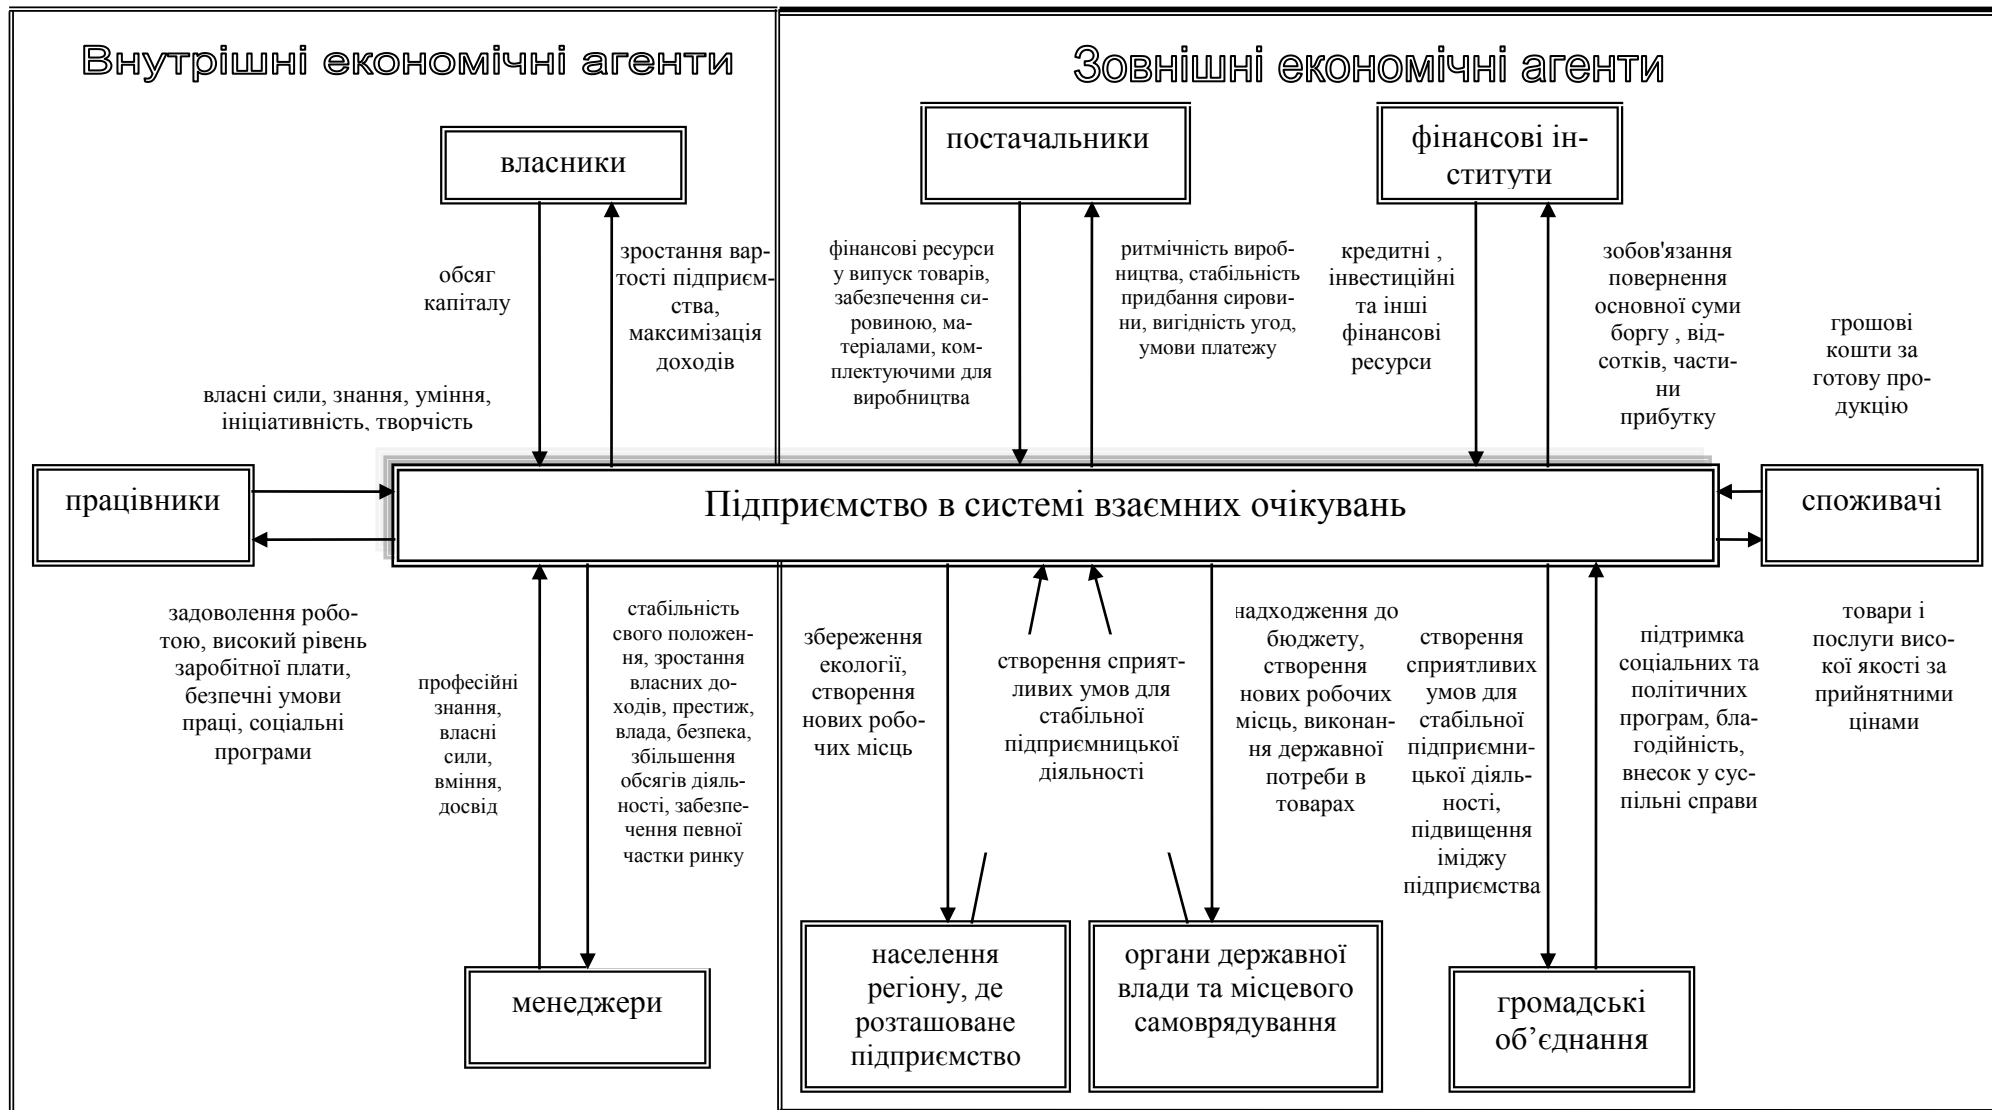 Внутрішні економічні агенти
Зовнішні економічні агенти
власники
постачальники
фінансові ін-
ститути
обсяг
капіталу
зростання вар-
тості підприєм-
ства,
максимізація
доходів
фінансові ресурси
у випуск товарів,
забезпечення си-
ровиною, ма-
теріалами, ком-
плектуючими для
виробництва
ритмічність вироб-
ництва, стабільність
придбання сирови-
ни, вигідність угод,
умови платежу
кредитні ,
інвестиційні
та інші
фінансові
ресурси
зобов'язання
повернення
основної суми
боргу , від-
сотків, части-
ни
прибутку
грошові
кошти за
готову про-
дукцію
власні сили, знання, уміння,
ініціативність, творчість
працівники
Підприємство в системі взаємних очікувань
споживачі
задоволення робо-
тою, високий рівень
заробітної плати,
безпечні умови
праці, соціальні
програми
професійні
знання,
власні
сили,
вміння,
досвід
стабільність
свого положен-
ня, зростання
власних до-
ходів, престиж,
влада, безпека,
збільшення
обсягів діяль-
ності, забезпе-
чення певної
частки ринку
збереження
екології,
створення
нових робо-
чих місць
створення сприят-
ливих умов для
стабільної
підприємницької
діяльності
надходження до
бюджету,
створення
нових робочих
місць, виконан-
ня державної
потреби в
товарах
створення
сприятливих
умов для
стабільної
підприємни-
цької діяль-
ності,
підвищення
іміджу
підприємства
підтримка
соціальних та
політичних
програм, бла-
годійність,
внесок у сус-
пільні справи
товари і
послуги висо-
кої якості за
прийнятними
цінами
менеджери
населення
регіону, де
розташоване
підприємство
органи державної
влади та місцевого
самоврядування
громадські
об’єднання